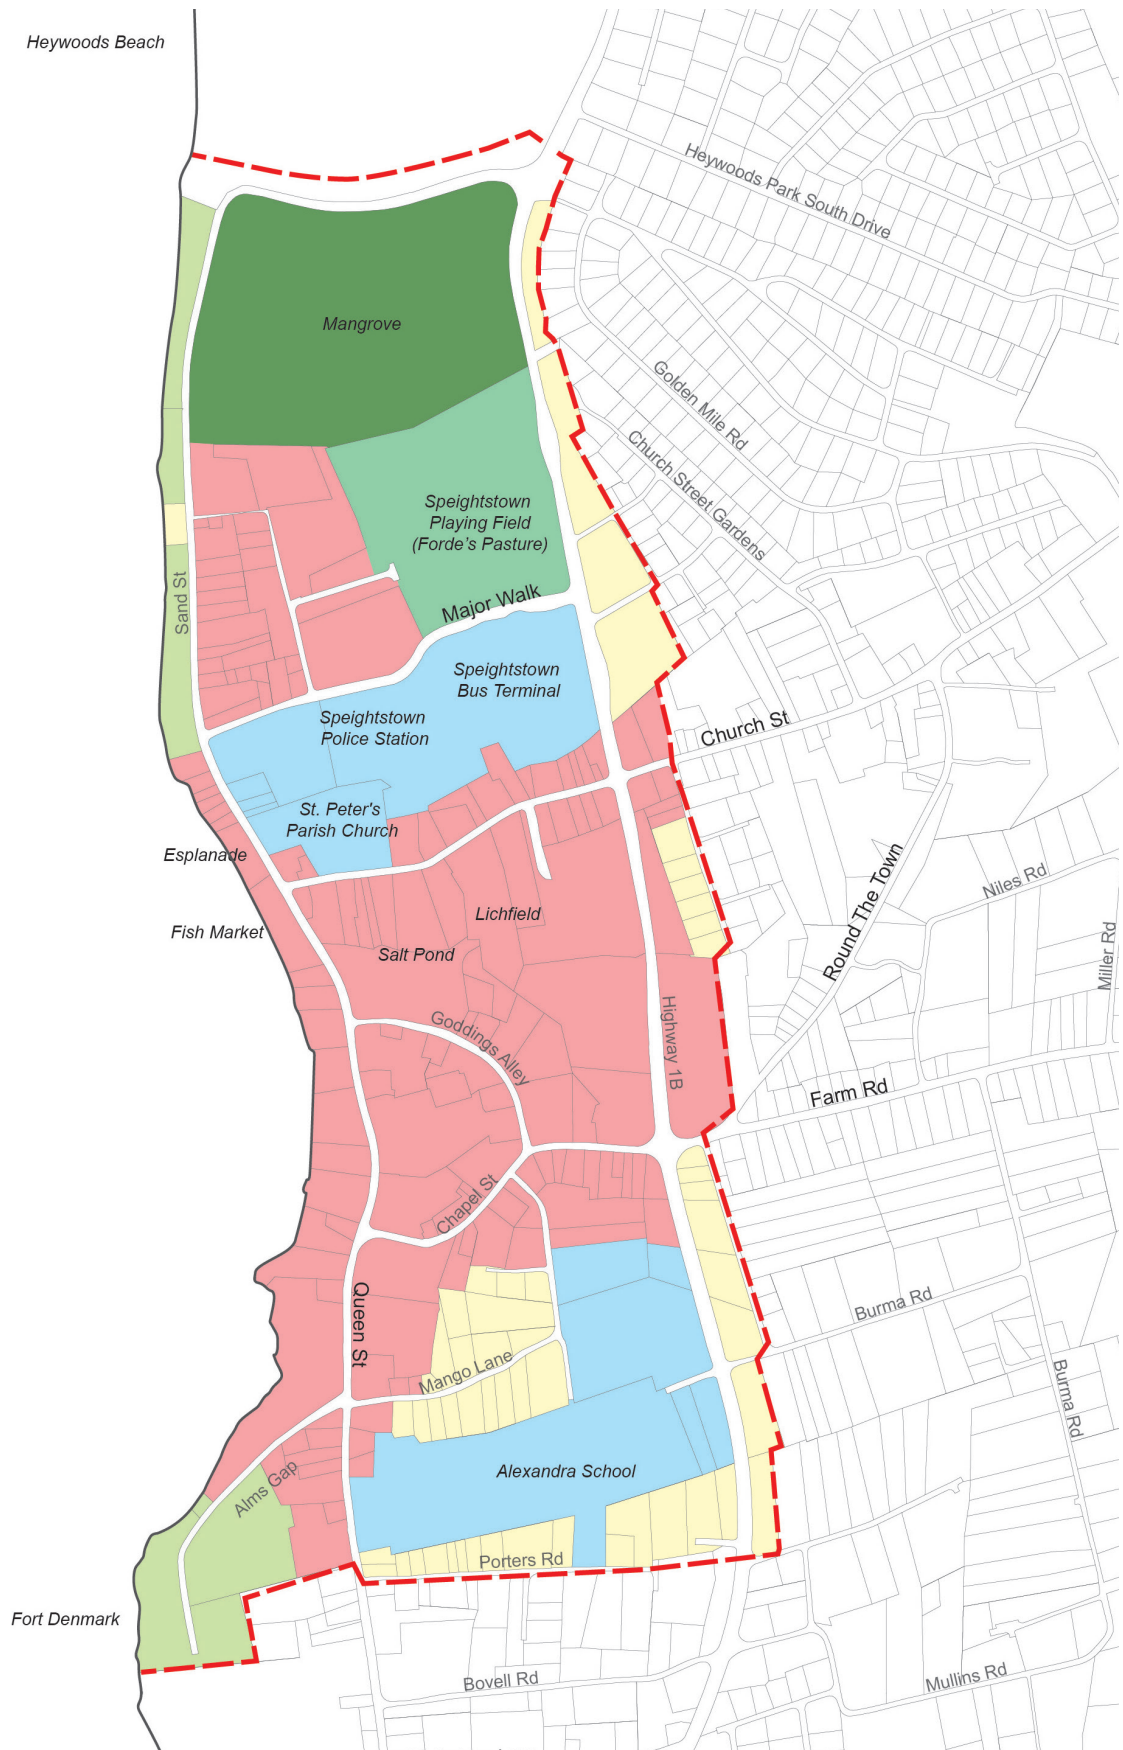 Heywoods Beach
Heywoods Park South Drive
Mangrove
Golden Mile Rd
Church Street Gardens
Speightstown
Playing Field
(Forde's Pasture)
Sand St
Major Walk
Speightstown
Bus Terminal
Speightstown
Police Station
Church St
St. Peter's
Parish Church
Esplanade
Round The Town
Niles Rd
Lichfield
Fish Market
Salt Pond
Miller Rd
Goddings Alley
Highway 1B
Farm Rd
Chapel St
Queen St
Burma Rd
Mango Lane
Burma Rd
Alexandra School
Alms Gap
Porters Rd
Fort Denmark
Bovell Rd
Mullins Rd